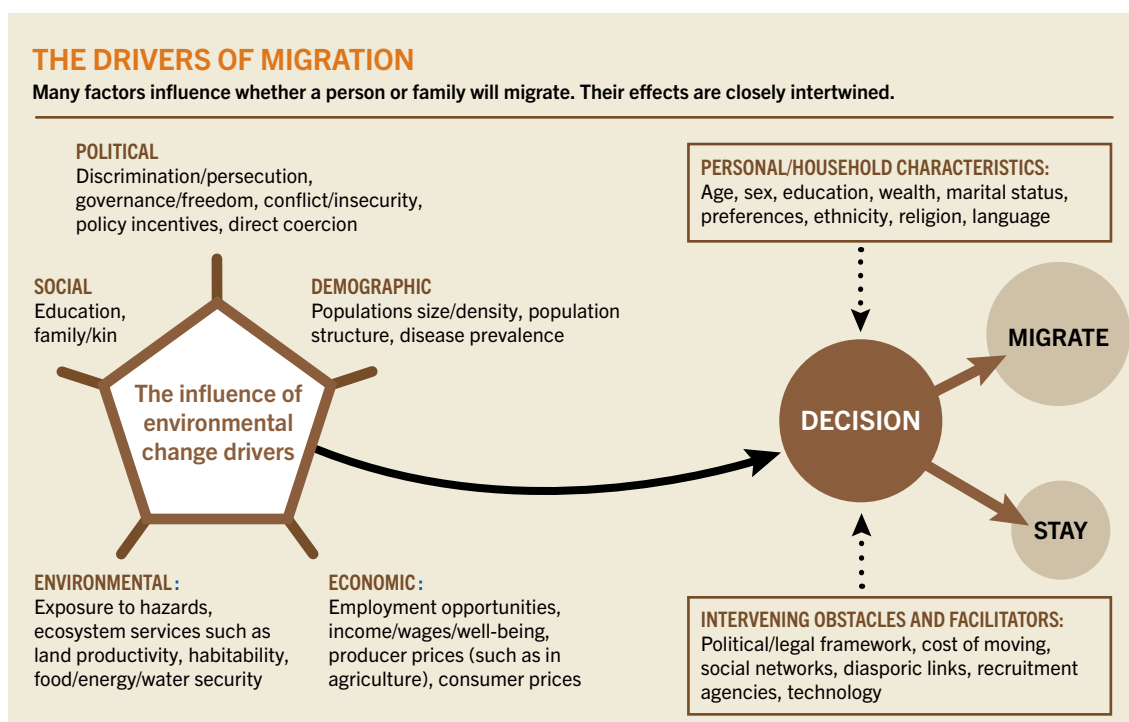 THE DRIVERS OF MIGRATION
Many factors influence whether a person or family will migrate. Their effects are closely intertwined.
POLITICAL
Discrimination/persecution,
governance/freedom, conflict/insecurity,
policy incentives, direct coercion
SOCIAL
Education,
family/kin
DEMOGRAPHIC
Populations size/density, population
structure, disease prevalence
The influence of
environmental
change drivers
ENVIRONMENTAL:
Exposure to hazards,
ecosystem services such as
land productivity, habitability,
food/energy/water security
ECONOMIC:
Employment opportunities,
income/wages/well-being,
producer prices (such as in
agriculture), consumer prices
PERSONAL/HOUSEHOLD CHARACTERISTICS:
Age, sex, education, wealth, marital status,
preferences, ethnicity, religion, language
DECISION
MIGRATE
STAY
INTERVENING OBSTACLES AND FACILITATORS:
Political/legal framework, cost of moving,
social networks, diasporic links, recruitment
agencies, technology